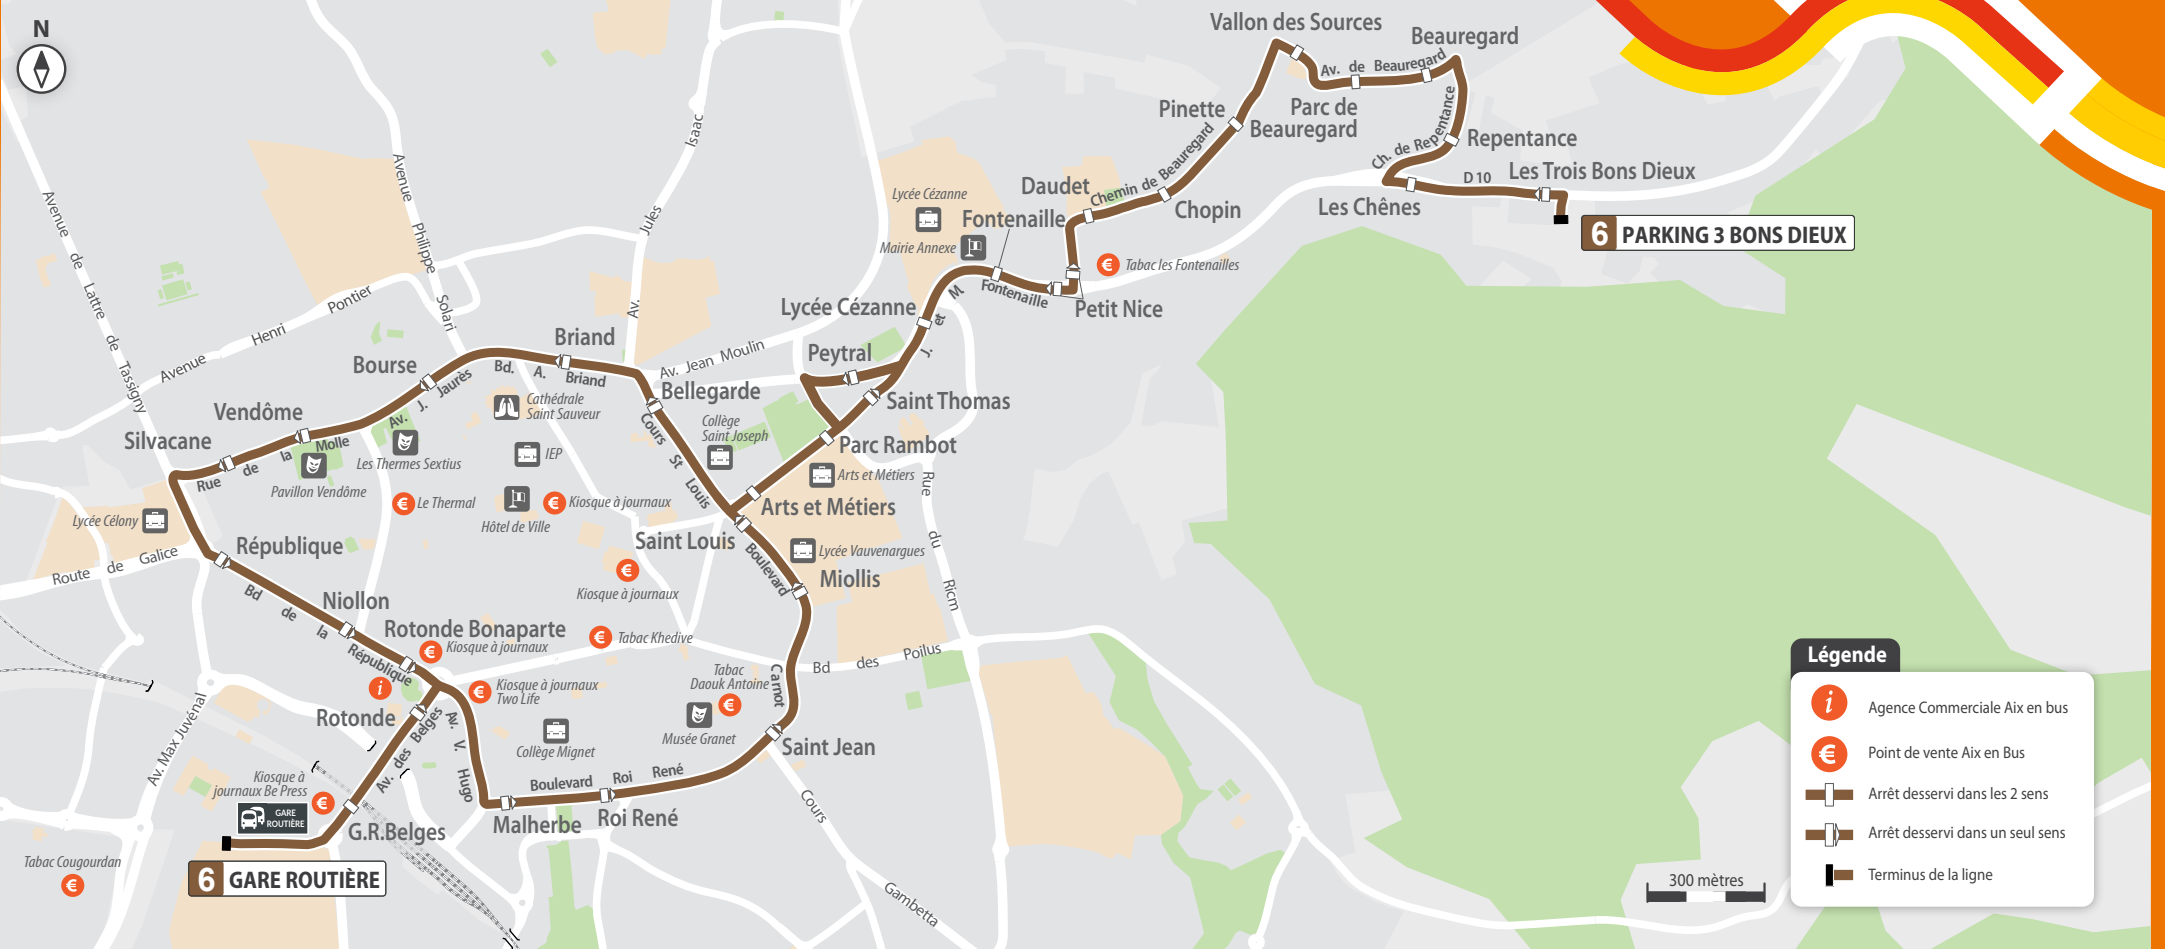 N
Vallon des Sources
Beauregard
Av. de Beauregard
Pinette
Parc de
Beauregard
Ch. de Repentance
Repentance
D 10
Les Trois Bons Dieux
Les Chênes
6 PARKING 3 BONS DIEUX
Chemin de Beauregard
Chopin
Daudet
Fontenaille
Lycée Cézanne
Mairie Annexe
€ Tabac les Fontenailles
Petit Nice
J. et M. Fontenaille
Lycée Cézanne
Peytral
Saint Thomas
Parc Rambot
Arts et Métiers
Arts et Métiers
Rue du Ricm
Avenue de Lattre de Tassigny
Avenue Henri Pontier
Avenue Philippe Solari
Av. Jules Isaac
Av. Jean Moulin
Briand
Bd. A. Briand
Bourse
Av. J. Jaurès
Vendôme
Silvacane
Rue de la Molle
Bellegarde
Cours St Louis
Collège
Saint Joseph
Cathédrale
Saint Sauveur
IEP
Les Thermes Sextius
Pavillon Vendôme
€ Le Thermal
Hôtel de Ville
€ Kiosque à journaux
Lycée Célony
Route de Galice
République
Saint Louis
Lycée Vauvenargues
Miollis
Boulevard Carnot
€
Kiosque à journaux
Niollon
Bd de la République
Rotonde Bonaparte
€ Kiosque à journaux
€ Tabac Khedive
Bd des Poilus
i
€ Kiosque à journaux
Two Life
Tabac
Daouk Antoine
€
Rotonde
Av. des Belges
Av. V. Hugo
Collège Mignet
Musée Granet
Saint Jean
Av. Max Juvénal
Boulevard Roi René
Kiosque à
journaux Be Press
€
GARE
ROUTIÈRE
G.R.Belges
Malherbe
Roi René
Cours Gambetta
Tabac Cougourdan
€
6 GARE ROUTIÈRE
300 mètres
Légende
i Agence Commerciale Aix en bus
€ Point de vente Aix en Bus
Arrêt desservi dans les 2 sens
Arrêt desservi dans un seul sens
Terminus de la ligne